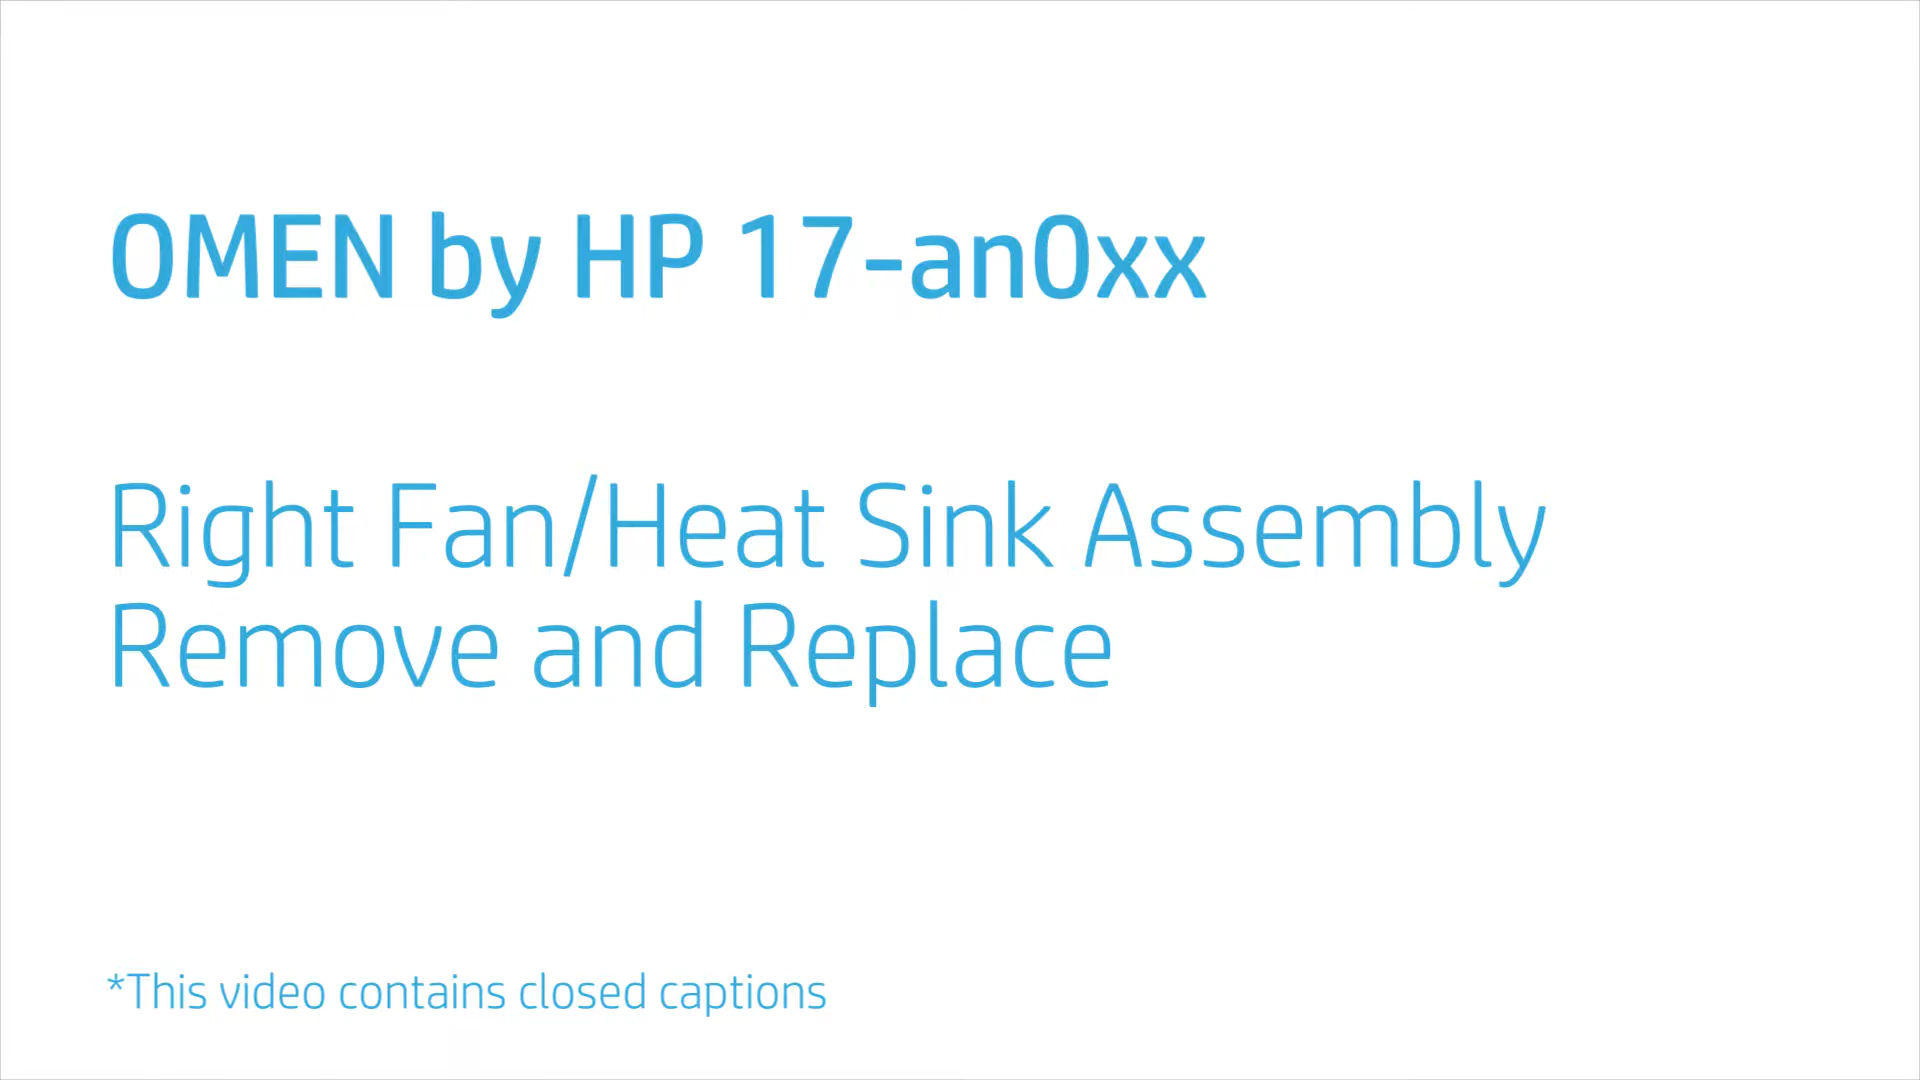 OMEN by HP 17-an0xx
Right Fan/Heat Sink Assembly
Remove and Replace
*This video contains closed captions